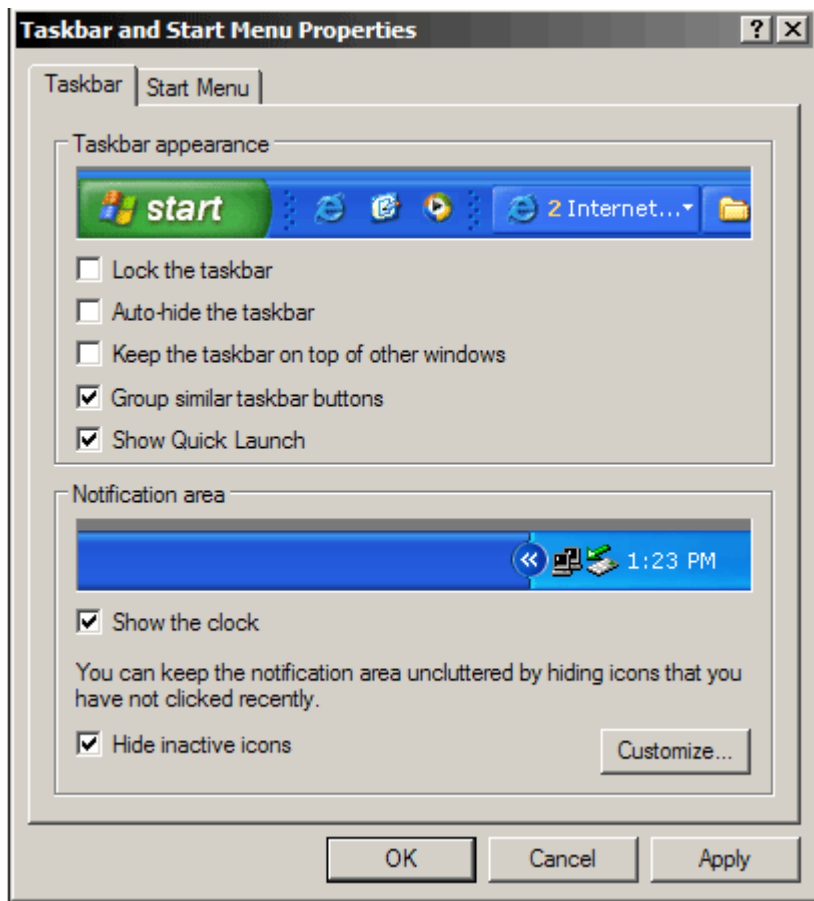 Taskbar and Start Menu Properties
Taskbar
Start Menu
Taskbar appearance
start
2 Internet...
Lock the taskbar
Auto-hide the taskbar
Keep the taskbar on top of other windows
Group similar taskbar buttons
Show Quick Launch
Notification area
1:23 PM
Show the clock
You can keep the notification area uncluttered by hiding icons that you
have not clicked recently.
Hide inactive icons
Customize...
OK
Cancel
Apply